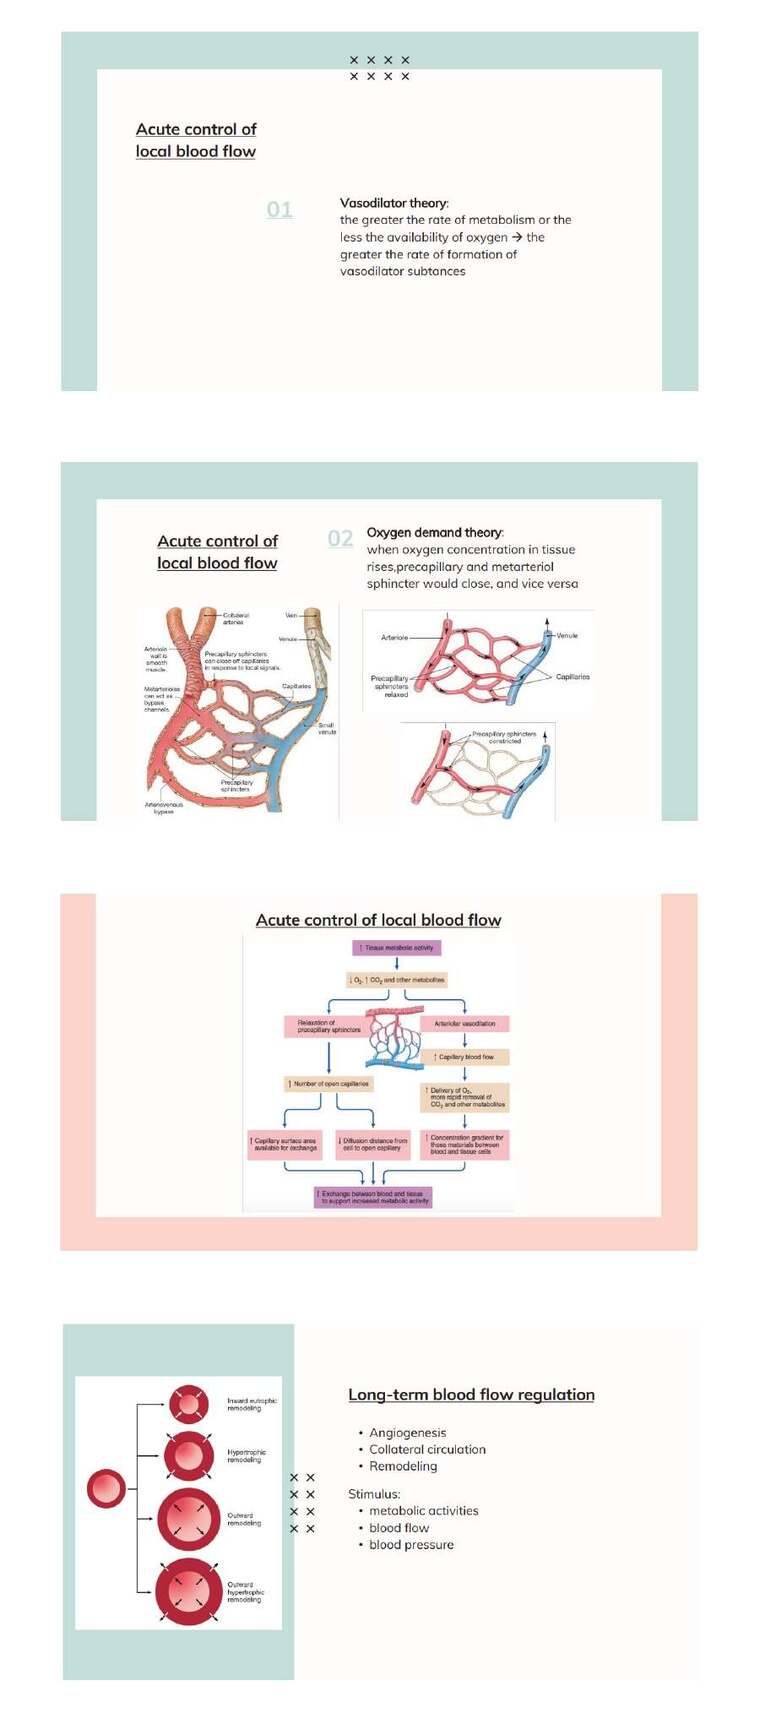 Acute control of
local blood flow
01
Vasodilator theory:
the greater the rate of metabolism or the
less the availability of oxygen → the
greater the rate of formation of
vasodilator subtances
Acute control of
local blood flow
02
Oxygen demand theory:
when oxygen concentration in tissue
rises,precapillary and metarteriol
sphincter would close, and vice versa
Collateral
arteries
Vein
Venule
Arteriole
wall is
smooth
muscle.
Precapillary sphincters
can close off capillaries
in response to local signals.
Metarterioles
can act as
bypass
channels.
Capillaries
Small
venule
Precapillary
sphincters
Arteriovenous
bypass
Arteriole
Venule
Precapillary
sphincters
relaxed
Capillaries
Precapillary sphincters
constricted
Acute control of local blood flow
↑ Tissue metabolic activity
↓ O₂, ↑ CO₂ and other metabolites
Relaxation of
precapillary sphincters
Arteriolar vasodilation
↑ Capillary blood flow
↑ Number of open capillaries
↑ Delivery of O₂,
more rapid removal of
CO₂ and other metabolites
↑ Capillary surface area
available for exchange
↓ Diffusion distance from
cell to open capillary
↑ Concentration gradient for
these materials between
blood and tissue cells
↑ Exchange between blood and tissue
to support increased metabolic activity
Inward eutrophic
remodeling
Hypertrophic
remodeling
Outward
remodeling
Outward
hypertrophic
remodeling
Long-term blood flow regulation
• Angiogenesis
• Collateral circulation
• Remodeling
Stimulus:
• metabolic activities
• blood flow
• blood pressure